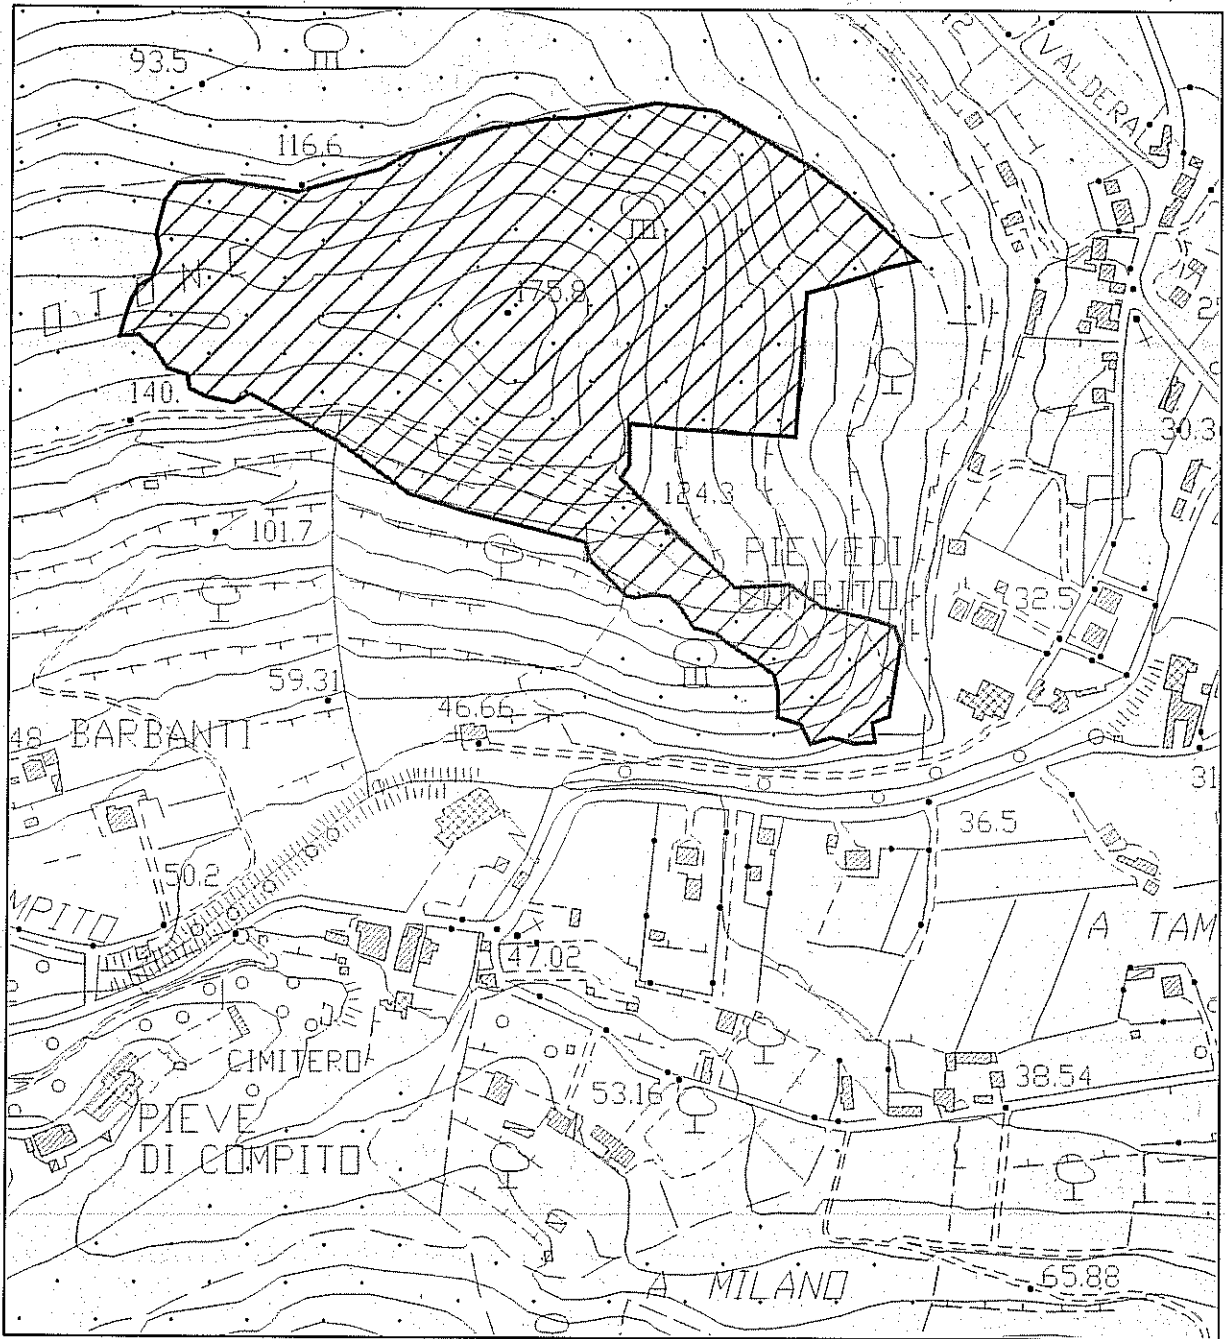 93.5
VALDERA
116.6
175.8
140.
30.3
124.3
101.7
PIEVE DI
COMPITO
32.5
59.31
46.66
48
BARBANTI
31
36.5
50.2
MPITO
A TAM
47.02
CIMITERO
53.16
38.54
PIEVE
DI COMPITO
A MILANO
65.88